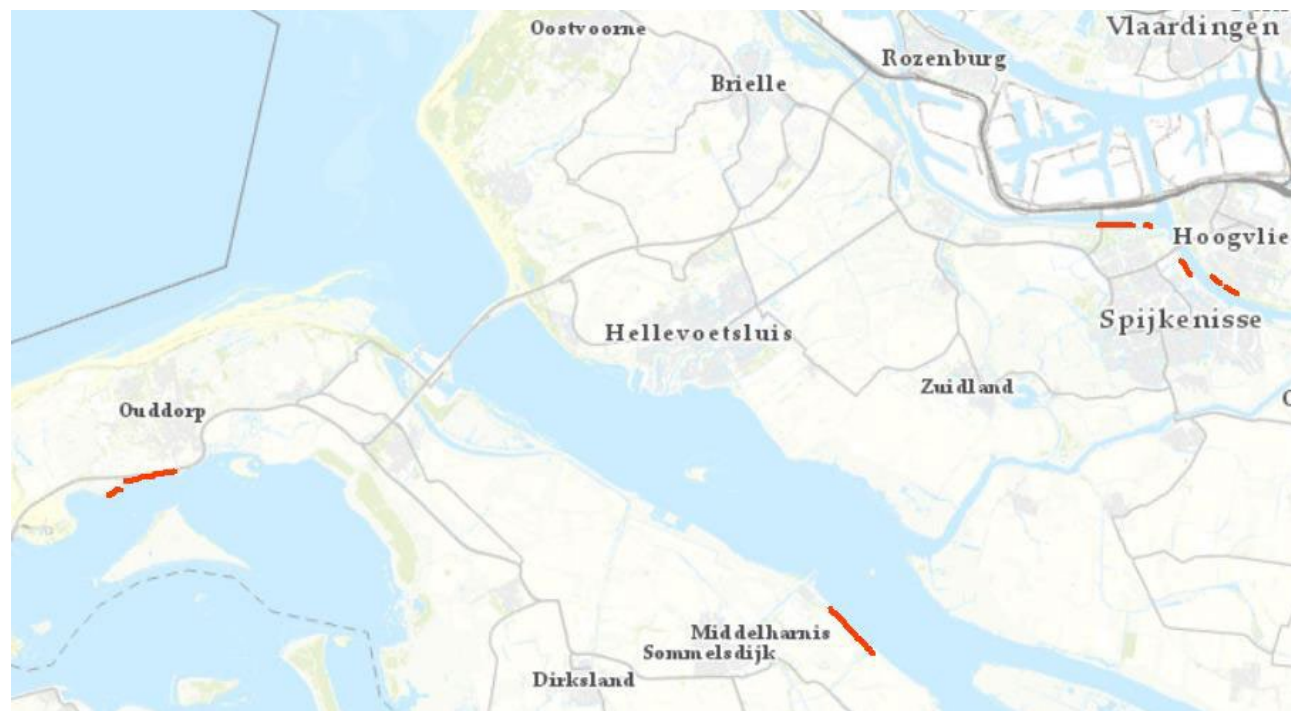 Oostvoorne
Vlaardingen
Rozenburg
Brielle
Hoogvlie
Hellevoetsluis
Spijkenisse
Zuidland
Ouddorp
Middelharnis
Sommelsdijk
Dirksland